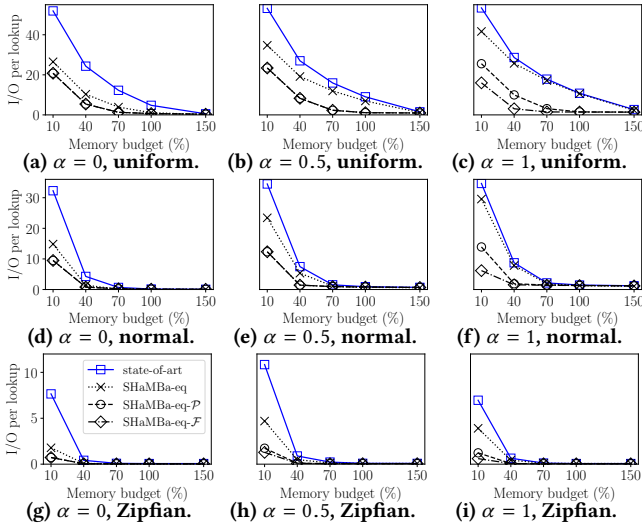 I/O per lookup
40
20
0
10 40 70 100 150
Memory budget (%)
10 40 70 100 150
Memory budget (%)
10 40 70 100 150
Memory budget (%)
(a) α = 0, uniform.
(b) α = 0.5, uniform.
(c) α = 1, uniform.
I/O per lookup
30
20
10
0
10 40 70 100 150
Memory budget (%)
10 40 70 100 150
Memory budget (%)
10 40 70 100 150
Memory budget (%)
(d) α = 0, normal.
(e) α = 0.5, normal.
(f) α = 1, normal.
I/O per lookup
10
5
0
state-of-art
SHaMBa-eq
SHaMBa-eq-𝒫
SHaMBa-eq-ℱ
10 40 70 100 150
Memory budget (%)
10 40 70 100 150
Memory budget (%)
10 40 70 100 150
Memory budget (%)
(g) α = 0, Zipfian.
(h) α = 0.5, Zipfian.
(i) α = 1, Zipfian.